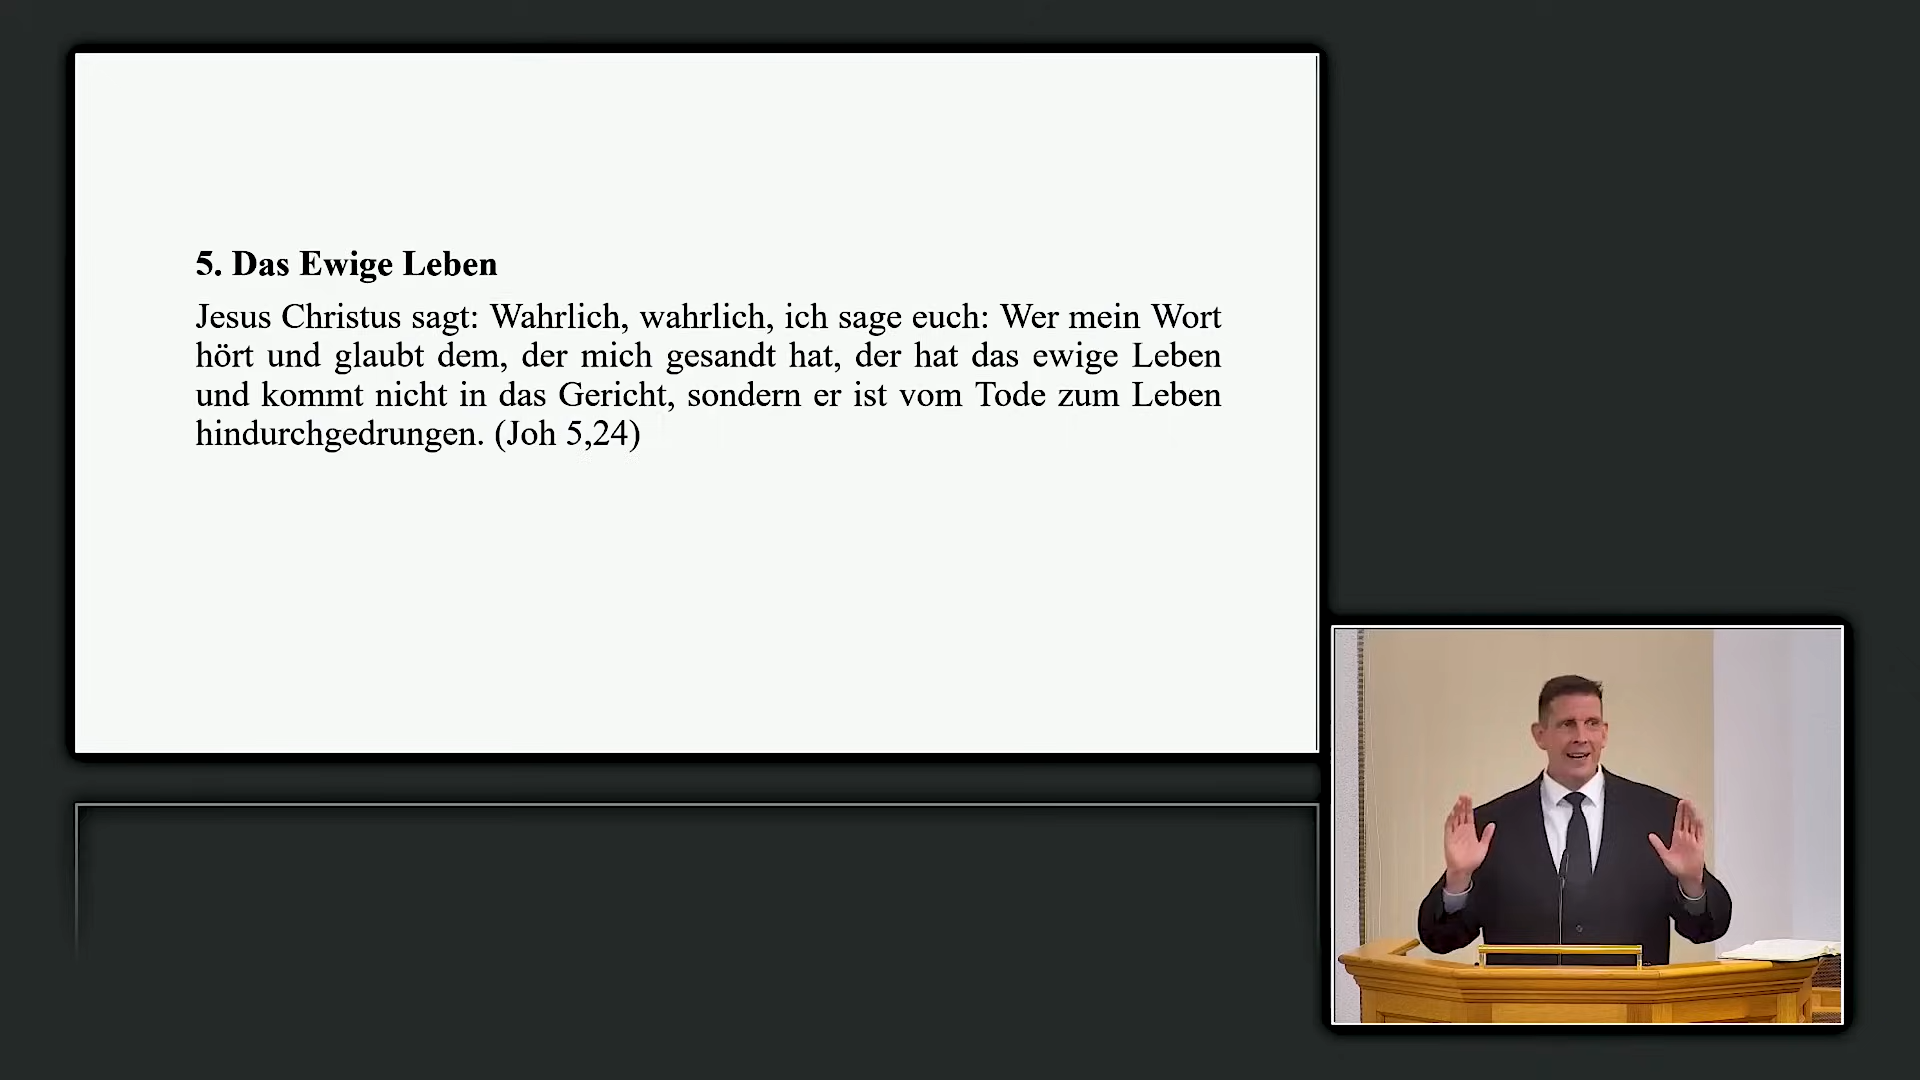 5. Das Ewige Leben
Jesus Christus sagt: Wahrlich, wahrlich, ich sage euch: Wer mein Wort
hört und glaubt dem, der mich gesandt hat, der hat das ewige Leben
und kommt nicht in das Gericht, sondern er ist vom Tode zum Leben
hindurchgedrungen. (Joh 5,24)